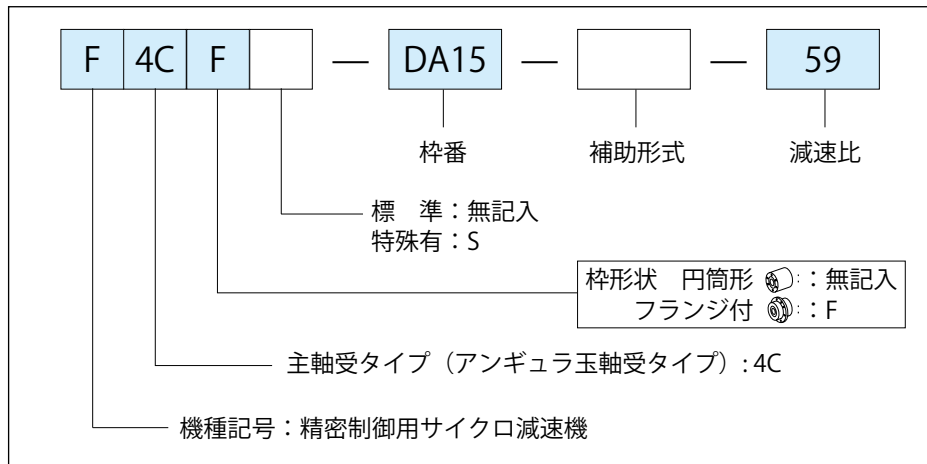 F 4C F — DA15 — — 59
枠番 補助形式 減速比
標　準：無記入
特殊有：S
枠形状　円筒形 ：無記入
フランジ付 ：F
主軸受タイプ（アンギュラ玉軸受タイプ）: 4C
機種記号：精密制御用サイクロ減速機